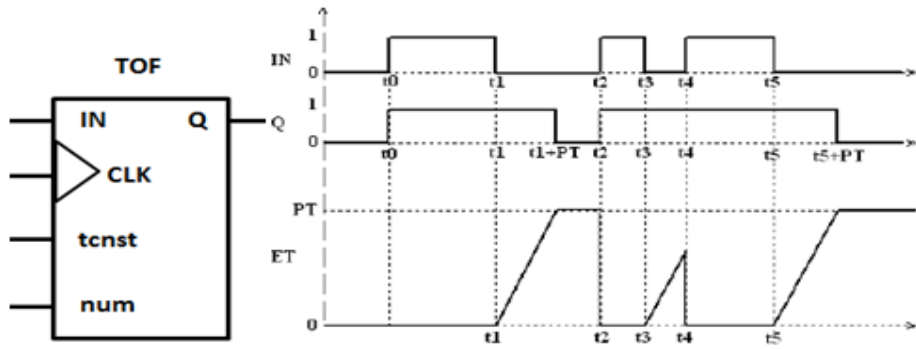 TOF
IN Q
CLK
tcnst
num
1
IN
0
t0 t1 t2 t3 t4 t5
1
Q
0
t0 t1 t1+PT t2 t3 t4 t5 t5+PT
PT
ET
0
t1 t2 t3 t4 t5